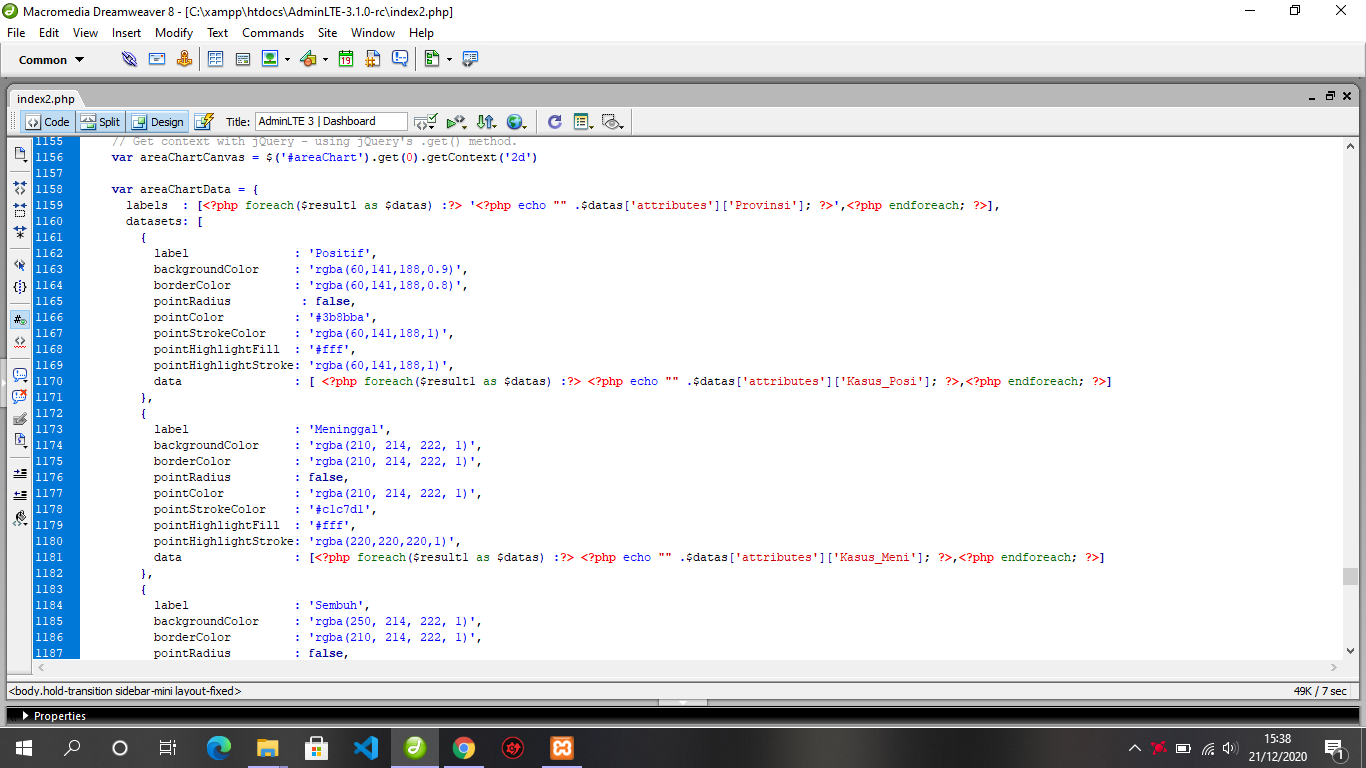 Macromedia Dreamweaver 8 - [C:\xampp\htdocs\AdminLTE-3.1.0-rc\index2.php]
File Edit View Insert Modify Text Commands Site Window Help
Common
index2.php
Code Split Design Title: AdminLTE 3 | Dashboard
1155 // Get context with jQuery - using jQuery's .get() method.
1156 var areaChartCanvas = $('#areaChart').get(0).getContext('2d')
1157
1158 var areaChartData = {
1159 labels  : [<?php foreach($result1 as $datas) :?> '<?php echo "" .$datas['attributes']['Provinsi']; ?>',<?php endforeach; ?>],
1160 datasets: [
1161 {
1162 label : 'Positif',
1163 backgroundColor : 'rgba(60,141,188,0.9)',
1164 borderColor : 'rgba(60,141,188,0.8)',
1165 pointRadius : false,
1166 pointColor : '#3b8bba',
1167 pointStrokeColor : 'rgba(60,141,188,1)',
1168 pointHighlightFill : '#fff',
1169 pointHighlightStroke: 'rgba(60,141,188,1)',
1170 data : [ <?php foreach($result1 as $datas) :?> <?php echo "" .$datas['attributes']['Kasus_Posi']; ?>,<?php endforeach; ?>]
1171 },
1172 {
1173 label : 'Meninggal',
1174 backgroundColor : 'rgba(210, 214, 222, 1)',
1175 borderColor : 'rgba(210, 214, 222, 1)',
1176 pointRadius : false,
1177 pointColor : 'rgba(210, 214, 222, 1)',
1178 pointStrokeColor : '#c1c7d1',
1179 pointHighlightFill : '#fff',
1180 pointHighlightStroke: 'rgba(220,220,220,1)',
1181 data : [<?php foreach($result1 as $datas) :?> <?php echo "" .$datas['attributes']['Kasus_Meni']; ?>,<?php endforeach; ?>]
1182 },
1183 {
1184 label : 'Sembuh',
1185 backgroundColor : 'rgba(250, 214, 222, 1)',
1186 borderColor : 'rgba(210, 214, 222, 1)',
1187 pointRadius : false,
<body.hold-transition sidebar-mini layout-fixed> 49K / 7 sec
Properties
15:38
21/12/2020
1